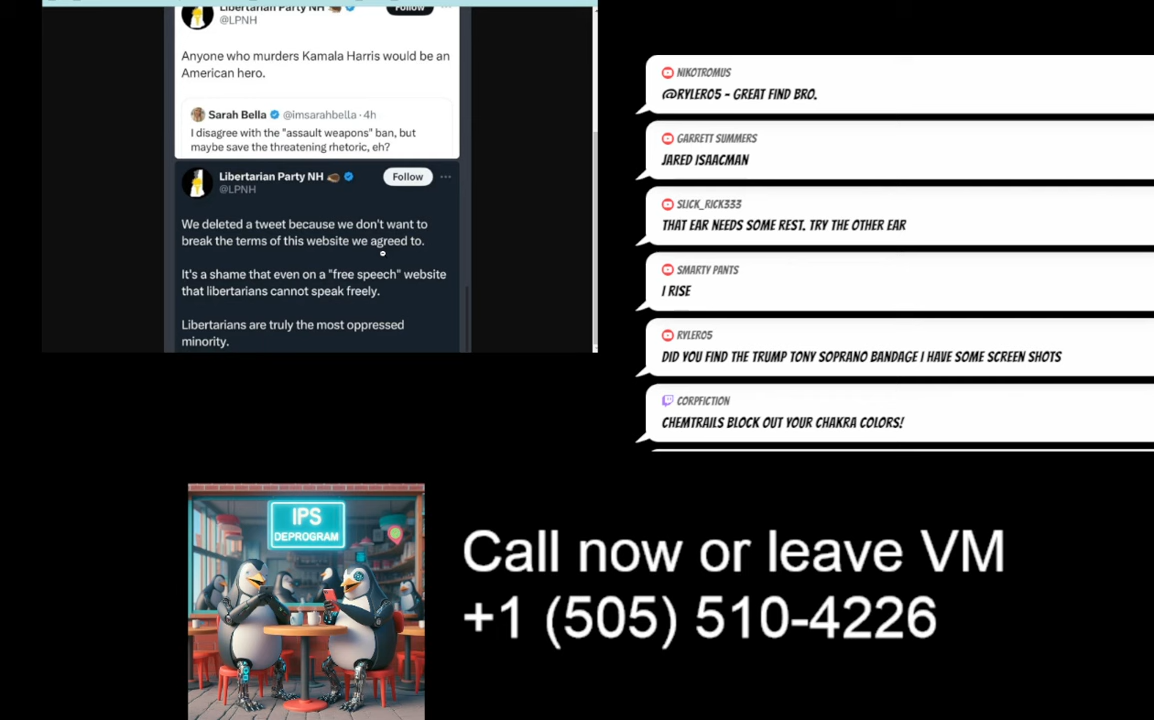 Libertarian Party NH
Follow
@LPNH
Anyone who murders Kamala Harris would be an
American hero.
Sarah Bella @imsarahbella · 4h
I disagree with the "assault weapons" ban, but
maybe save the threatening rhetoric, eh?
Libertarian Party NH
Follow
@LPNH
We deleted a tweet because we don't want to
break the terms of this website we agreed to.
It's a shame that even on a "free speech" website
that libertarians cannot speak freely.
Libertarians are truly the most oppressed
minority.
NIKOTROMUS
@RYLERO5 - GREAT FIND BRO.
GARRETT SUMMERS
JARED ISAACMAN
SLICK_RICK333
THAT EAR NEEDS SOME REST. TRY THE OTHER EAR
SMARTY PANTS
I RISE
RYLERO5
DID YOU FIND THE TRUMP TONY SOPRANO BANDAGE I HAVE SOME SCREEN SHOTS
CORPFICTION
CHEMTRAILS BLOCK OUT YOUR CHAKRA COLORS!
IPS
DEPROGRAM
Call now or leave VM
+1 (505) 510-4226